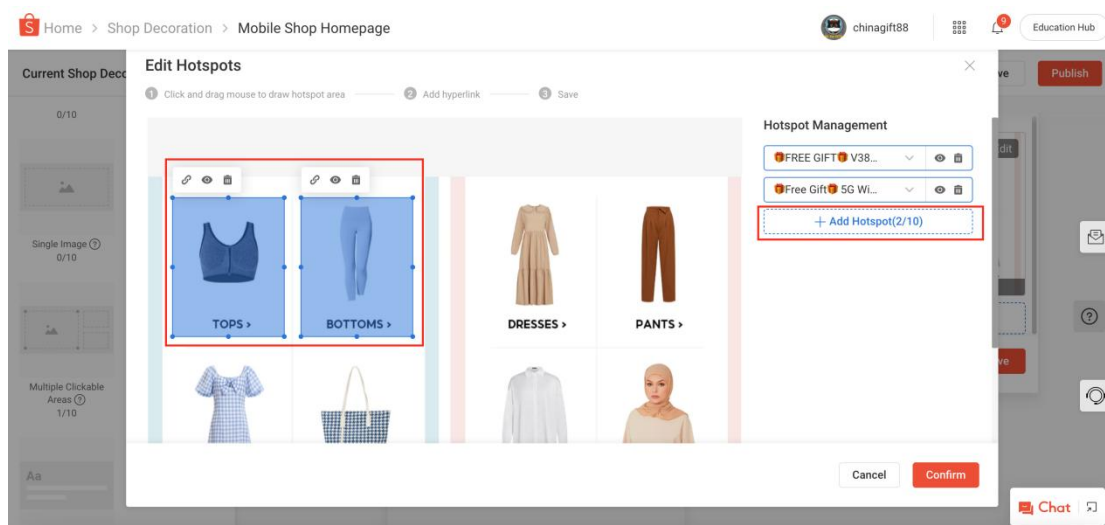 Home > Shop Decoration > Mobile Shop Homepage
chinagift88
9
Education Hub
Current Shop Deco
Publish
Edit Hotspots
1 Click and drag mouse to draw hotspot area
2 Add hyperlink
3 Save
0/10
Single Image
0/10
Multiple Clickable
Areas
1/10
Aa
TOPS >
BOTTOMS >
DRESSES >
PANTS >
Hotspot Management
🎁FREE GIFT🎁 V38...
🎁Free Gift🎁 5G Wi...
+ Add Hotspot(2/10)
Cancel
Confirm
Chat